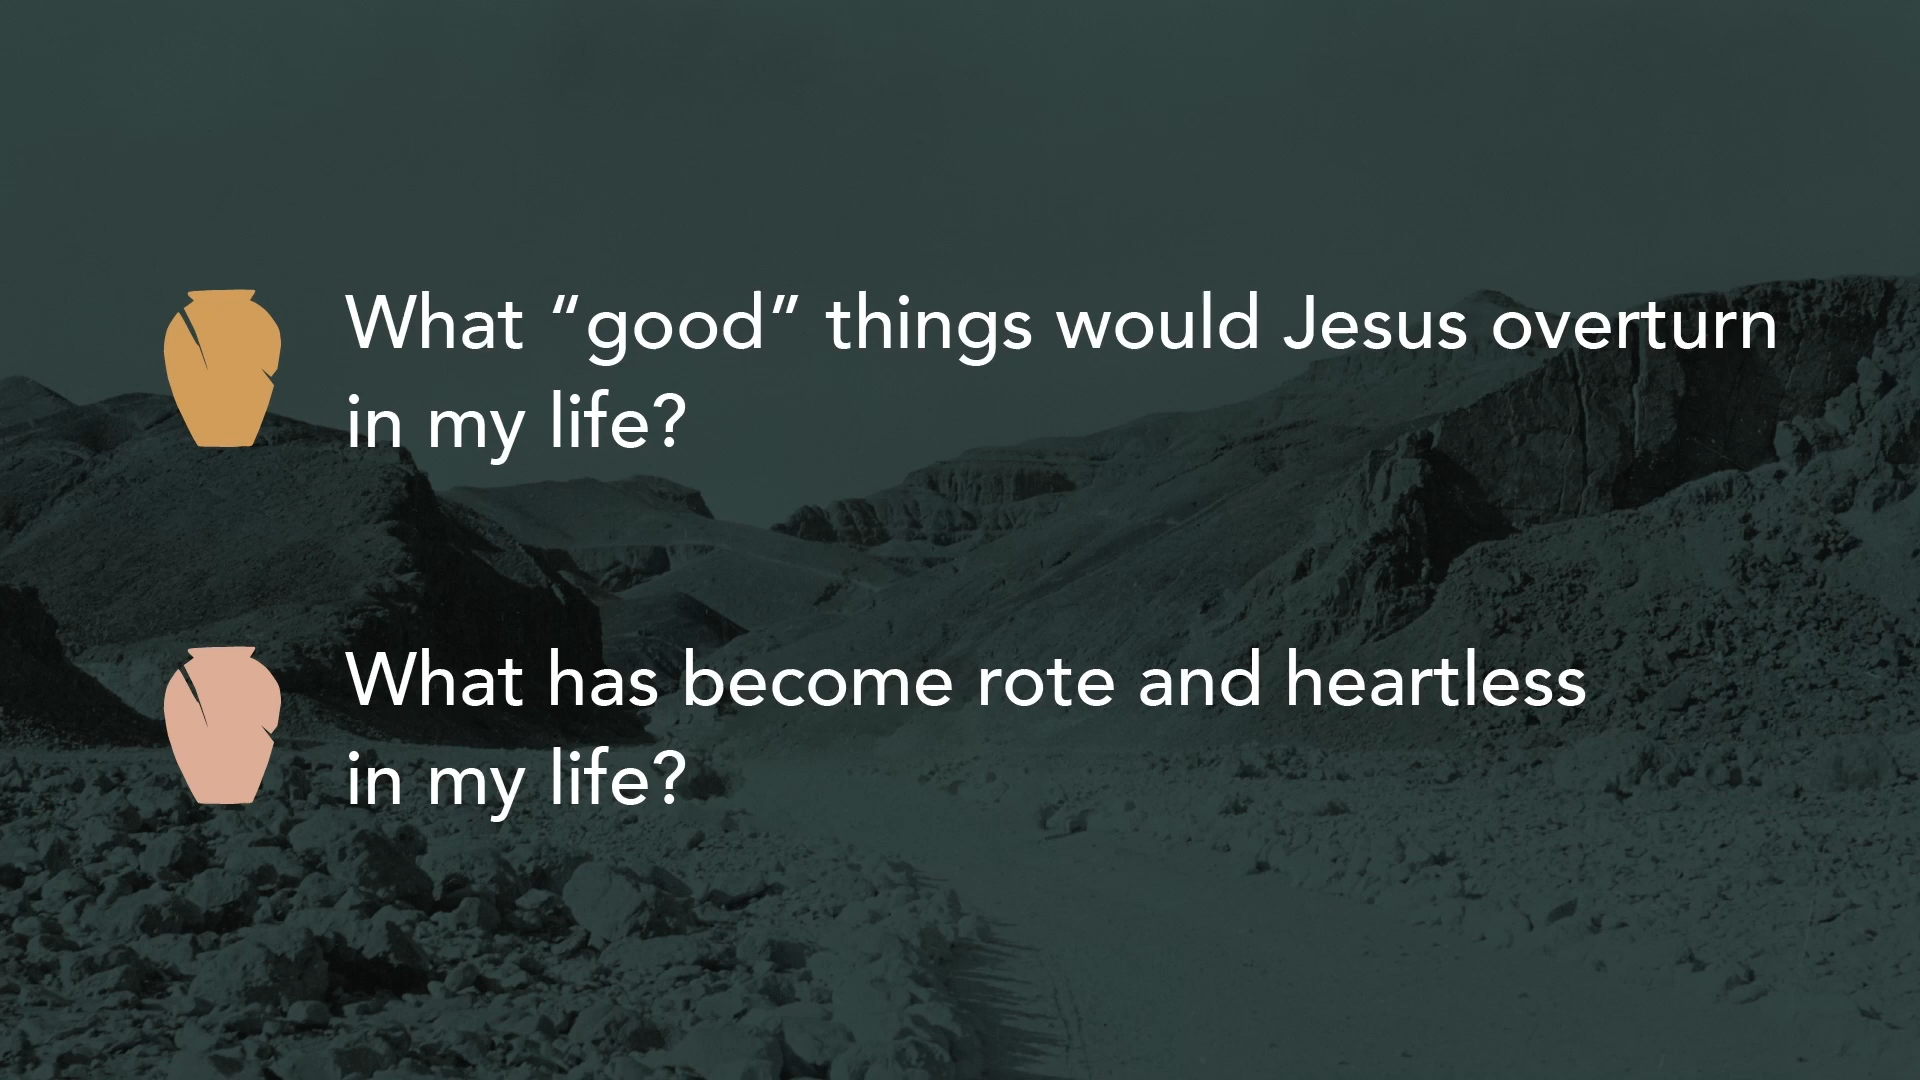 What “good” things would Jesus overturn
in my life?
What has become rote and heartless
in my life?